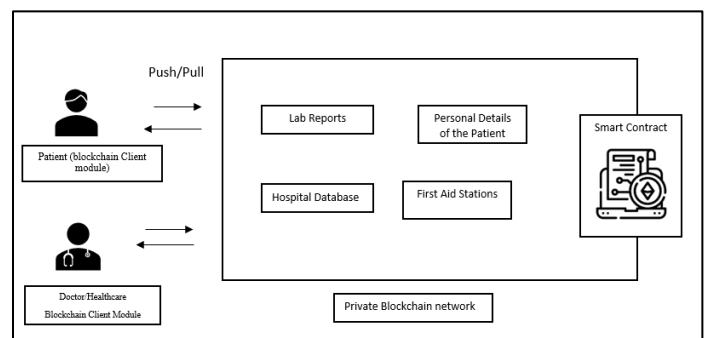 Push/Pull
Lab Reports
Personal Details
of the Patient
Smart Contract
Patient (blockchain Client
module)
Hospital Database
First Aid Stations
Doctor/Healthcare
Blockchain Client Module
Private Blockchain network